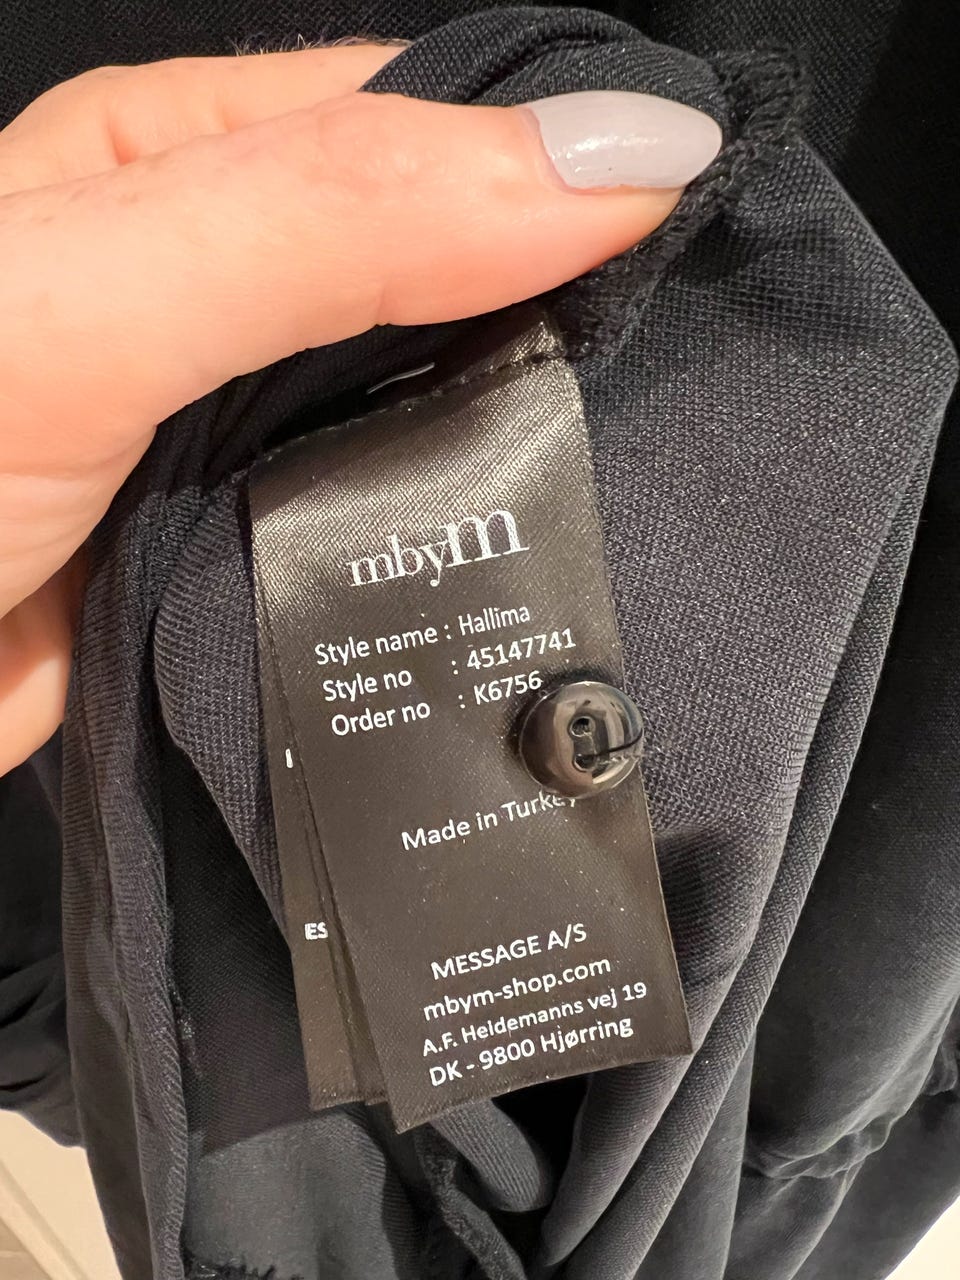 mbym
Style name : Hallima
Style no : 45147741
Order no : K6756
Made in Turkey
MESSAGE A/S
mbym-shop.com
A.F. Heidemanns vej 19
DK - 9800 Hjørring
ES